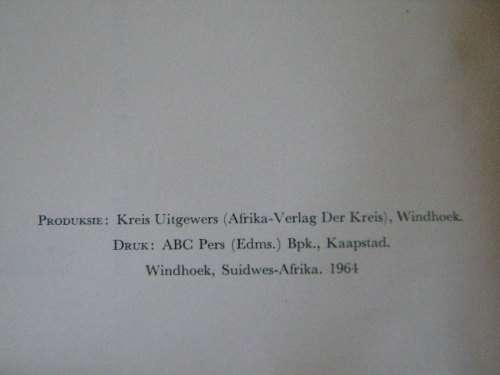 PRODUKSIE: Kreis Uitgewers (Afrika-Verlag Der Kreis), Windhoek.
DRUK: ABC Pers (Edms.) Bpk., Kaapstad.
Windhoek, Suidwes-Afrika. 1964